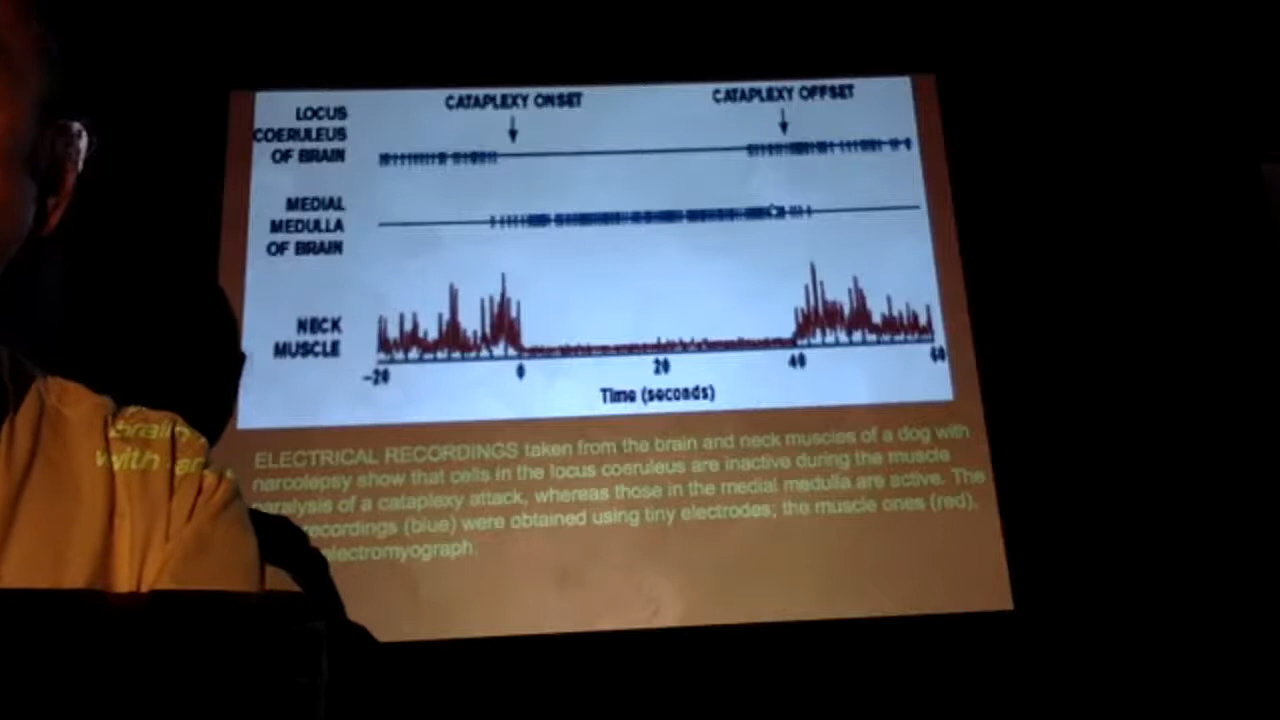 CATAPLEXY ONSET
CATAPLEXY OFFSET
LOCUS
COERULEUS
OF BRAIN
MEDIAL
MEDULLA
OF BRAIN
NECK
MUSCLE
-20 0 20 40 60
Time (seconds)
ELECTRICAL RECORDINGS taken from the brain and neck muscles of a dog with
narcolepsy show that cells in the locus coeruleus are inactive during the muscle
paralysis of a cataplexy attack, whereas those in the medial medulla are active. The
recordings (blue) were obtained using tiny electrodes; the muscle ones (red),
electromyograph.
brain
with